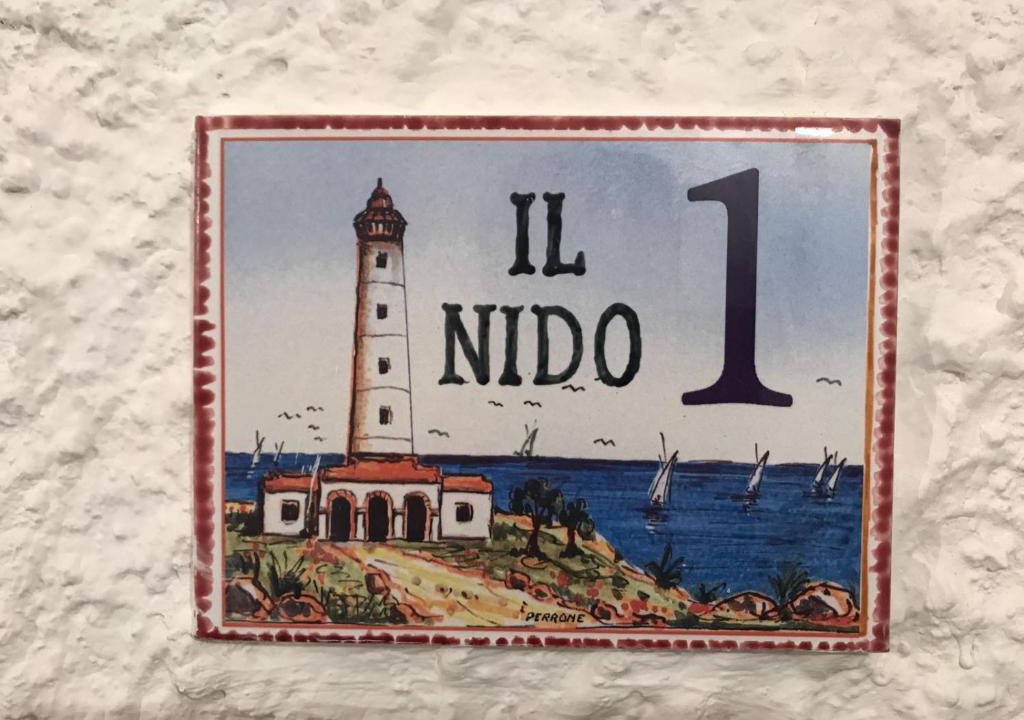 IL
NIDO
1
PERRONE